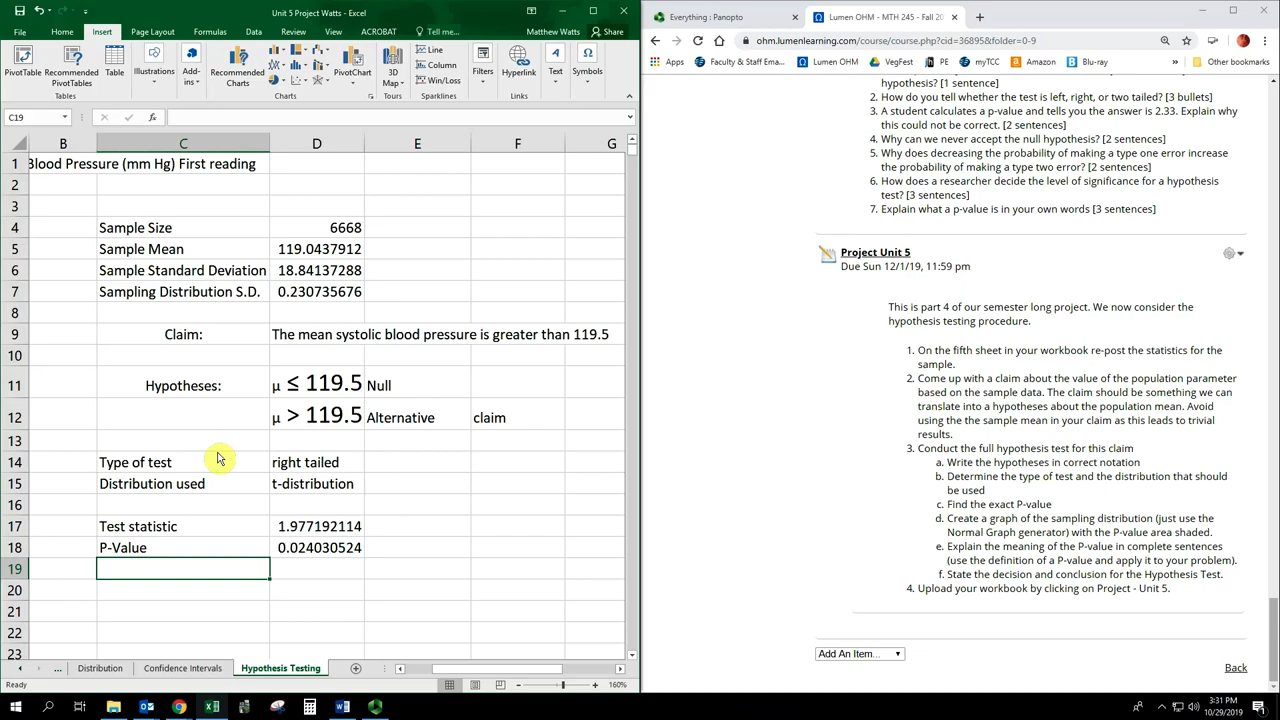 Unit 5 Project Watts - Excel
File Home Insert Page Layout Formulas Data Review View ACROBAT Tell me... Matthew Watts Share
PivotTable Recommended PivotTables Table Illustrations Add-ins Recommended Charts PivotChart 3D Map Line Column Win/Loss Filters Hyperlink Text Symbols
Tables Charts Tours Sparklines Links
C19 fx
B C D E F G
1 Blood Pressure (mm Hg) First reading
2
3
4 Sample Size 6668
5 Sample Mean 119.0437912
6 Sample Standard Deviation 18.84137288
7 Sampling Distribution S.D. 0.230735676
8
9 Claim: The mean systolic blood pressure is greater than 119.5
10
11 Hypotheses: μ ≤ 119.5 Null
12 μ > 119.5 Alternative claim
13
14 Type of test right tailed
15 Distribution used t-distribution
16
17 Test statistic 1.977192114
18 P-Value 0.024030524
19
20
21
22
23
... Distribution Confidence Intervals Hypothesis Testing
Ready 160%
Everything : Panopto Lumen OHM - MTH 245 - Fall 20
ohm.lumenlearning.com/course/course.php?cid=36895&folder=0-9
Apps Faculty & Staff Ema... Lumen OHM VegFest PE myTCC Amazon Blu-ray » Other bookmarks
hypothesis? [1 sentence]
2. How do you tell whether the test is left, right, or two tailed? [3 bullets]
3. A student calculates a p-value and tells you the answer is 2.33. Explain why
this could not be correct. [2 sentences]
4. Why can we never accept the null hypothesis? [2 sentences]
5. Why does decreasing the probability of making a type one error increase
the probability of making a type two error? [2 sentences]
6. How does a researcher decide the level of significance for a hypothesis
test? [3 sentences]
7. Explain what a p-value is in your own words [3 sentences]
Project Unit 5
Due Sun 12/1/19, 11:59 pm
This is part 4 of our semester long project. We now consider the
hypothesis testing procedure.
1. On the fifth sheet in your workbook re-post the statistics for the
sample.
2. Come up with a claim about the value of the population parameter
based on the sample data. The claim should be something we can
translate into a hypotheses about the population mean. Avoid
using the the sample mean in your claim as this leads to trivial
results.
3. Conduct the full hypothesis test for this claim
a. Write the hypotheses in correct notation
b. Determine the type of test and the distribution that should
be used
c. Find the exact P-value
d. Create a graph of the sampling distribution (just use the
Normal Graph generator) with the P-value area shaded.
e. Explain the meaning of the P-value in complete sentences
(use the definition of a P-value and apply it to your problem).
f. State the decision and conclusion for the Hypothesis Test.
4. Upload your workbook by clicking on Project - Unit 5.
Add An Item...
Back
3:31 PM
10/29/2019